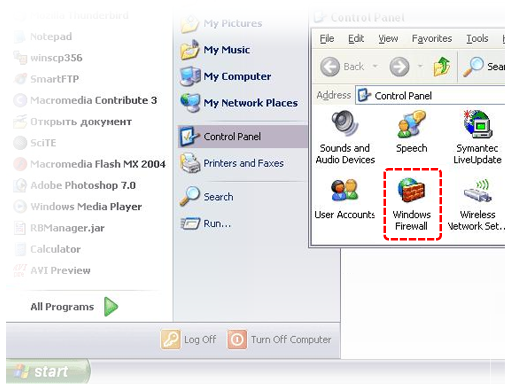 Mozilla Thunderbird
Notepad
winscp356
SmartFTP
Macromedia Contribute 3
Открыть документ
SciTE
Macromedia Flash MX 2004
Adobe Photoshop 7.0
Windows Media Player
RBManager.jar
Calculator
AVI Preview
All Programs
My Pictures
My Music
My Computer
My Network Places
Control Panel
Printers and Faxes
Search
Run...
Log Off
Turn Off Computer
start
Control Panel
File Edit View Favorites Tools
Back
Address Control Panel
Sounds and
Audio Devices
Speech
Symantec
LiveUpdate
User Accounts
Windows
Firewall
Wireless
Network Set...